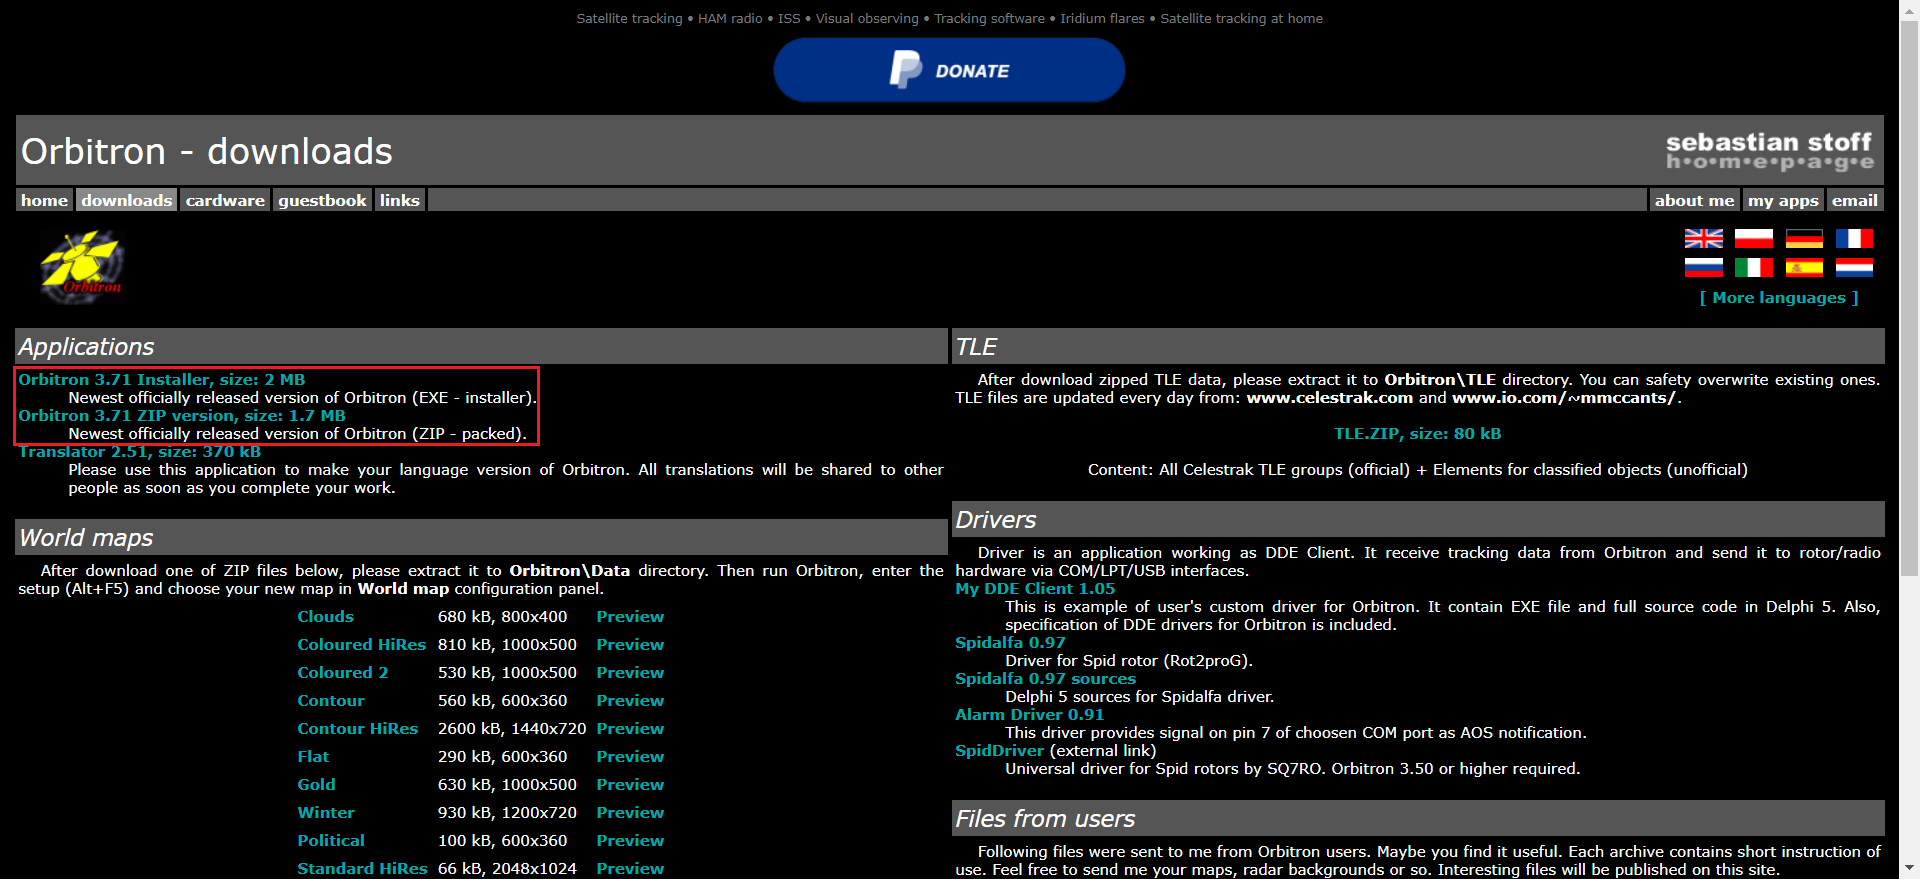 Satellite tracking • HAM radio • ISS • Visual observing • Tracking software • Iridium flares • Satellite tracking at home
DONATE
Orbitron - downloads
sebastian stoff
h•o•m•e•p•a•g•e
home downloads cardware guestbook links about me my apps email
Orbitron
[ More languages ]
Applications
Orbitron 3.71 Installer, size: 2 MB
Newest officially released version of Orbitron (EXE - installer).
Orbitron 3.71 ZIP version, size: 1.7 MB
Newest officially released version of Orbitron (ZIP - packed).
Translator 2.51, size: 370 kB
Please use this application to make your language version of Orbitron. All translations will be shared to other
people as soon as you complete your work.
World maps
After download one of ZIP files below, please extract it to Orbitron\Data directory. Then run Orbitron, enter the
setup (Alt+F5) and choose your new map in World map configuration panel.
Clouds 680 kB, 800x400 Preview
Coloured HiRes 810 kB, 1000x500 Preview
Coloured 2 530 kB, 1000x500 Preview
Contour 560 kB, 600x360 Preview
Contour HiRes 2600 kB, 1440x720 Preview
Flat 290 kB, 600x360 Preview
Gold 630 kB, 1000x500 Preview
Winter 930 kB, 1200x720 Preview
Political 100 kB, 600x360 Preview
Standard HiRes 66 kB, 2048x1024 Preview
TLE
After download zipped TLE data, please extract it to Orbitron\TLE directory. You can safety overwrite existing ones.
TLE files are updated every day from: www.celestrak.com and www.io.com/~mmccants/.
TLE.ZIP, size: 80 kB
Content: All Celestrak TLE groups (official) + Elements for classified objects (unofficial)
Drivers
Driver is an application working as DDE Client. It receive tracking data from Orbitron and send it to rotor/radio
hardware via COM/LPT/USB interfaces.
My DDE Client 1.05
This is example of user's custom driver for Orbitron. It contain EXE file and full source code in Delphi 5. Also,
specification of DDE drivers for Orbitron is included.
Spidalfa 0.97
Driver for Spid rotor (Rot2proG).
Spidalfa 0.97 sources
Delphi 5 sources for Spidalfa driver.
Alarm Driver 0.91
This driver provides signal on pin 7 of choosen COM port as AOS notification.
SpidDriver (external link)
Universal driver for Spid rotors by SQ7RO. Orbitron 3.50 or higher required.
Files from users
Following files were sent to me from Orbitron users. Maybe you find it useful. Each archive contains short instruction of
use. Feel free to send me your maps, radar backgrounds or so. Interesting files will be published on this site.